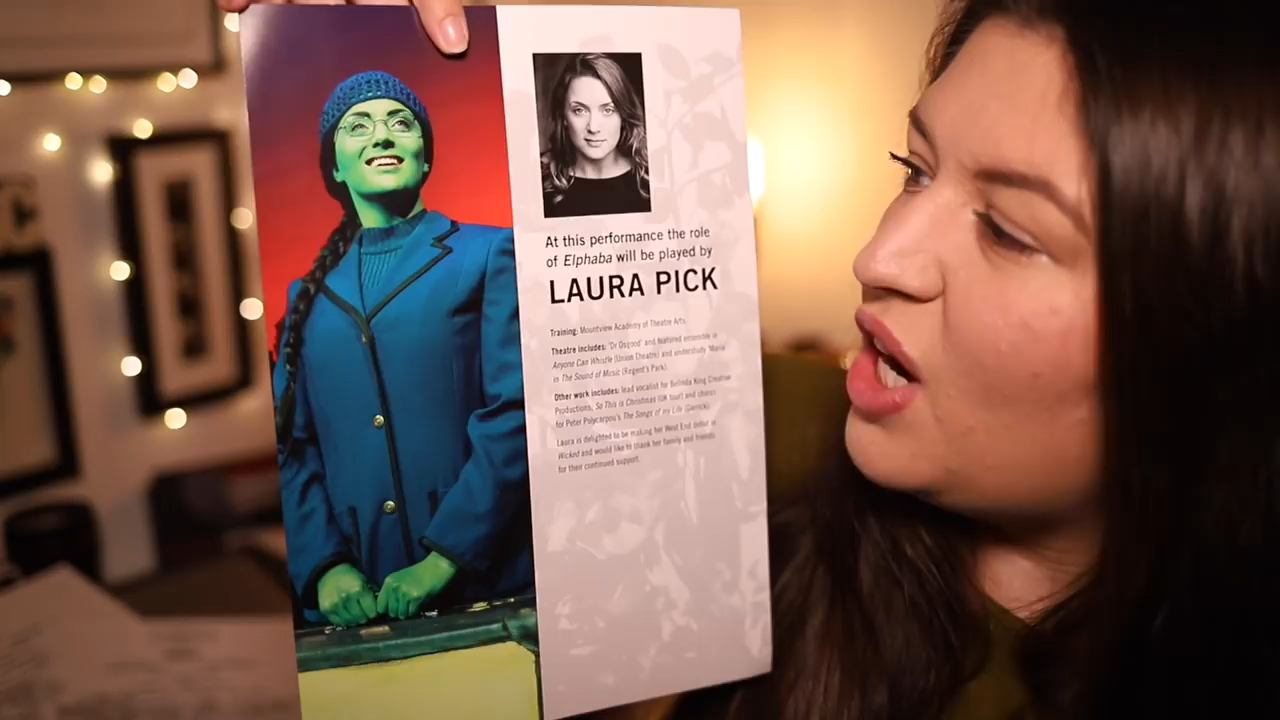 At this performance the role
of Elphaba will be played by
LAURA PICK
Training: Mountview Academy of Theatre Arts.
Theatre includes: 'Dr Osgood' and featured ensemble in
Anyone Can Whistle (Union Theatre) and understudy 'Maria'
in The Sound of Music (Regent's Park).
Other work includes: lead vocalist for Belinda King Creative
Productions, So This is Christmas (UK tour) and chorus
for Peter Polycarpou's The Songs of my Life (Garrick).
Laura is delighted to be making her West End debut in
Wicked and would like to thank her family and friends
for their continued support.